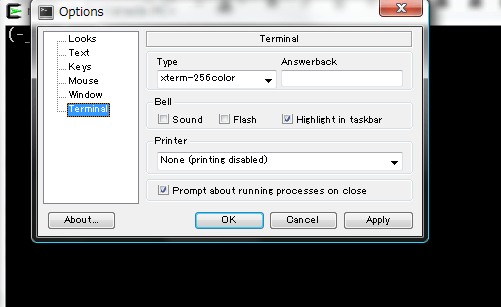 Options
(-_
Looks
Text
Keys
Mouse
Window
Terminal
Terminal
Type Answerback
xterm-256color
Bell
Sound Flash Highlight in taskbar
Printer
None (printing disabled)
Prompt about running processes on close
About... OK Cancel Apply